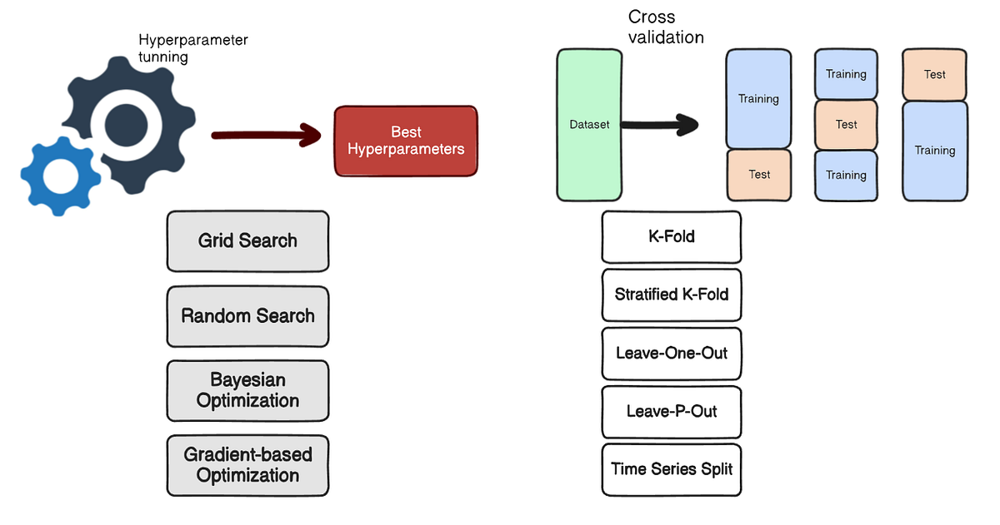 Hyperparameter
tunning
Best
Hyperparameters
Grid Search
Random Search
Bayesian
Optimization
Gradient-based
Optimization
Cross
validation
Dataset
Training
Test
Training
Test
Training
Test
Training
K-Fold
Stratified K-Fold
Leave-One-Out
Leave-P-Out
Time Series Split